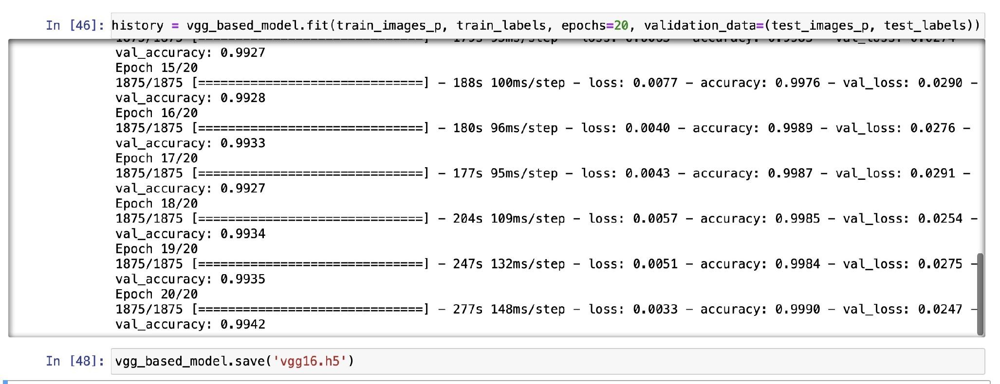 In [46]: history = vgg_based_model.fit(train_images_p, train_labels, epochs=20, validation_data=(test_images_p, test_labels))
val_accuracy: 0.9927
Epoch 15/20
1875/1875 [==============================] - 188s 100ms/step - loss: 0.0077 - accuracy: 0.9976 - val_loss: 0.0290 -
val_accuracy: 0.9928
Epoch 16/20
1875/1875 [==============================] - 180s 96ms/step - loss: 0.0040 - accuracy: 0.9989 - val_loss: 0.0276 -
val_accuracy: 0.9933
Epoch 17/20
1875/1875 [==============================] - 177s 95ms/step - loss: 0.0043 - accuracy: 0.9987 - val_loss: 0.0291 -
val_accuracy: 0.9927
Epoch 18/20
1875/1875 [==============================] - 204s 109ms/step - loss: 0.0057 - accuracy: 0.9985 - val_loss: 0.0254 -
val_accuracy: 0.9934
Epoch 19/20
1875/1875 [==============================] - 247s 132ms/step - loss: 0.0051 - accuracy: 0.9984 - val_loss: 0.0275 -
val_accuracy: 0.9935
Epoch 20/20
1875/1875 [==============================] - 277s 148ms/step - loss: 0.0033 - accuracy: 0.9990 - val_loss: 0.0247 -
val_accuracy: 0.9942
In [48]: vgg_based_model.save('vgg16.h5')